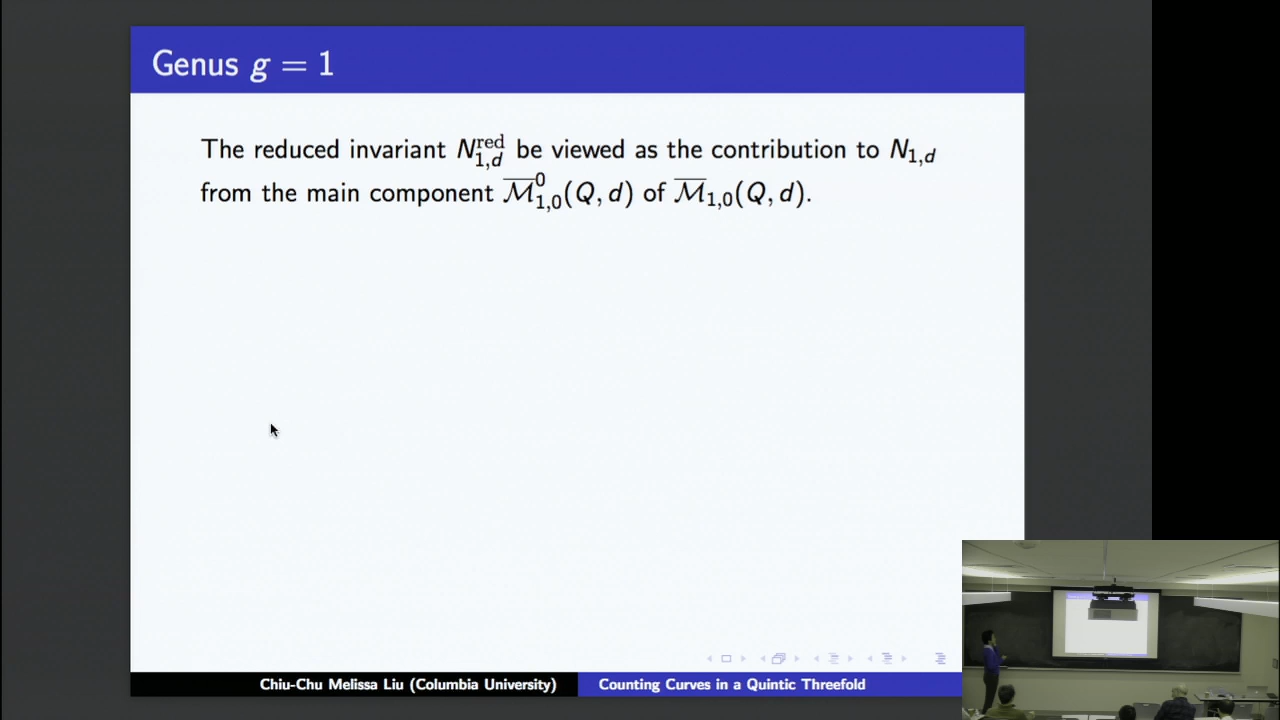 Genus g = 1
The reduced invariant N^{red}_{1,d} be viewed as the contribution to N_{1,d}
from the main component \overline{M}^0_{1,0}(Q, d) of \overline{M}_{1,0}(Q, d).
Chiu-Chu Melissa Liu (Columbia University) Counting Curves in a Quintic Threefold